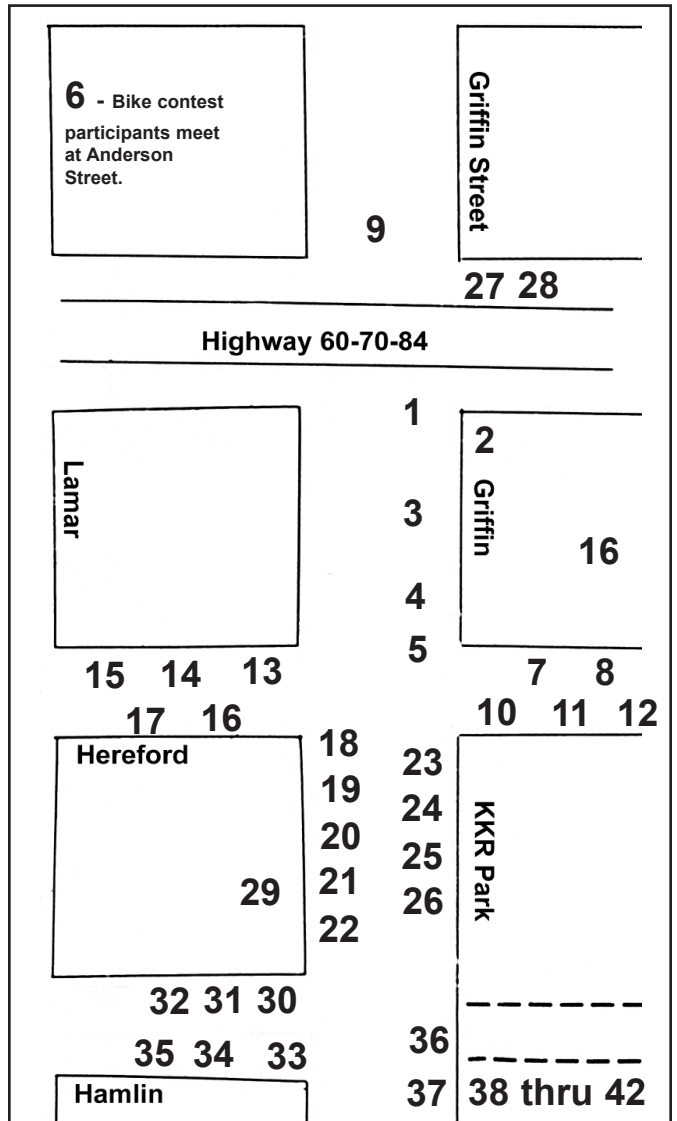 6 - Bike contest
participants meet
at Anderson
Street.
Griffin Street
9
27 28
Highway 60-70-84
1
2
Lamar
Griffin
3
16
4
5
15 14 13
7 8
17 16
10 11 12
Hereford
18
23
19
24
KKR Park
20
25
21
29
26
22
32 31 30
36
35 34 33
Hamlin
37
38 thru 42